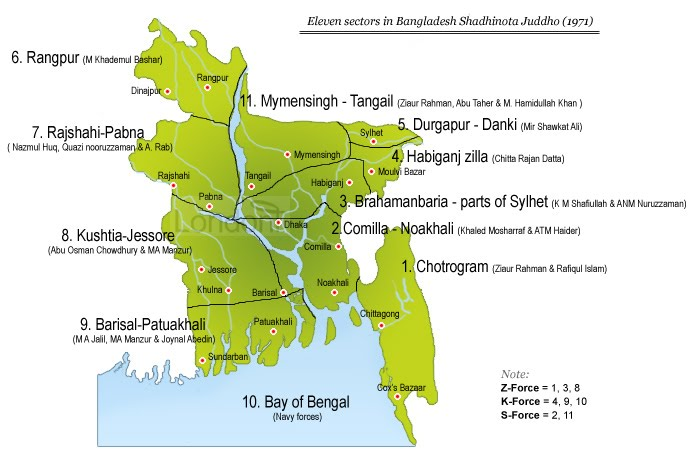 Eleven sectors in Bangladesh Shadhinota Juddho (1971)
6. Rangpur (M Khademul Bashar)
Rangpur
Dinajpur
11. Mymensingh - Tangail (Ziaur Rahman, Abu Taher & M. Hamidullah Khan )
7. Rajshahi-Pabna
( Nazmul Huq, Quazi nooruzzaman & A. Rab)
5. Durgapur - Danki (Mir Shawkat Ali)
Sylhet
Mymensingh
4. Habiganj zilla (Chitta Rajan Datta)
Moulvi Bazar
Rajshahi
Tangail
Habiganj
Pabna
3. Brahamanbaria - parts of Sylhet (K M Shafiullah & ANM Nuruzzaman)
Dhaka
2.Comilla - Noakhali (Khaled Mosharraf & ATM Haider)
8. Kushtia-Jessore
(Abu Osman Chowdhury & MA Manzur)
Comilla
1. Chotrogram (Ziaur Rahman & Rafiqul Islam)
Jessore
Khulna
Barisal
Noakhali
9. Barisal-Patuakhali
(M A Jalil, MA Manzur & Joynal Abedin)
Patuakhali
Chittagong
Sundarban
10. Bay of Bengal
(Navy forces)
Cox's Bazaar
Note:
Z-Force = 1, 3, 8
K-Force = 4, 9, 10
S-Force = 2, 11